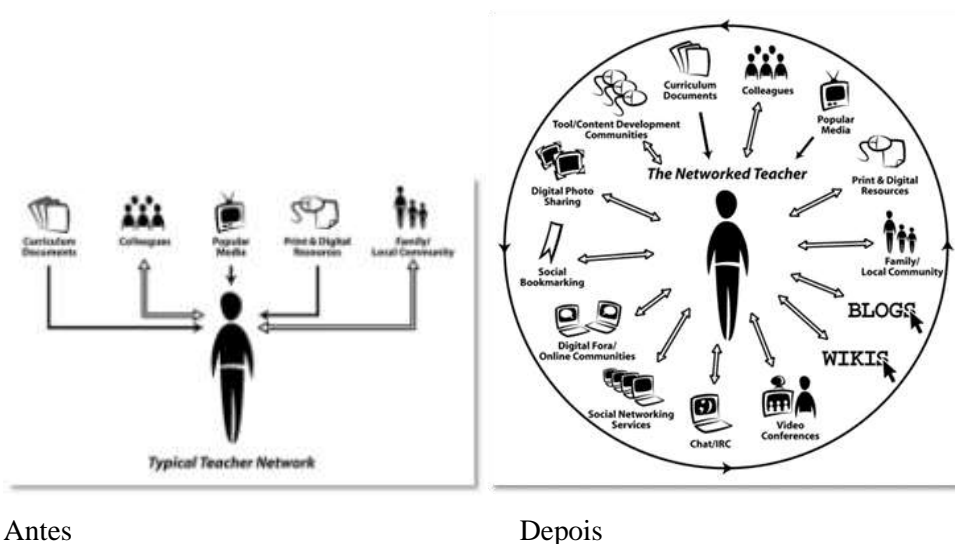 Curriculum
Documents
Colleagues
Popular
Media
Print & Digital
Resources
Family/
Local Community
Typical Teacher Network
Antes
Curriculum
Documents
Colleagues
Popular
Media
Tool/Content Development
Communities
The Networked Teacher
Print & Digital
Resources
Digital Photo
Sharing
Family/
Local Community
Social
Bookmarking
BLOGS
Digital Fora/
Online Communities
WIKIS
Social Networking
Services
Chat/IRC
Video
Conferences
Depois